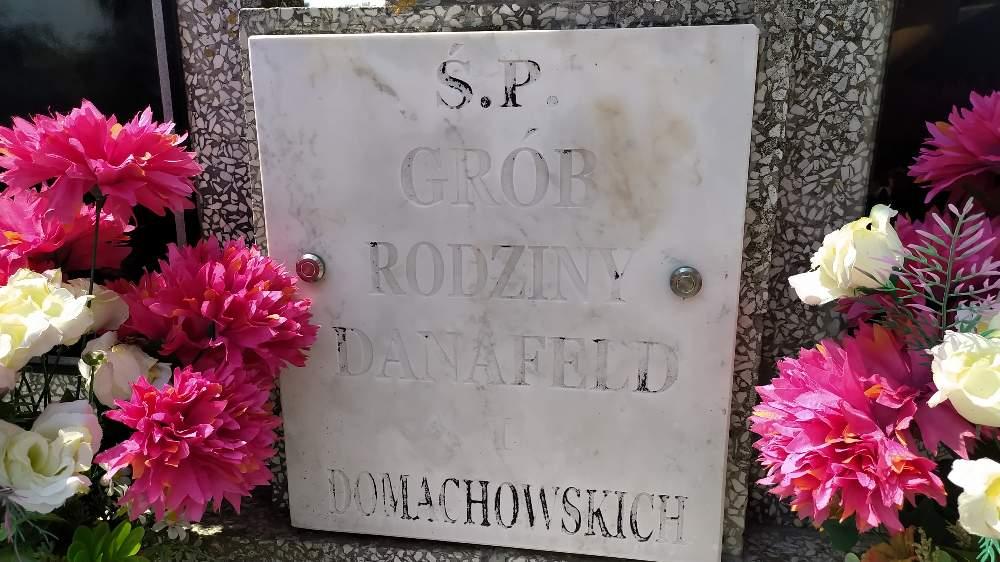 Ś.P.
GRÓB
RODZINY
DANAFELD
I
DOMACHOWSKICH